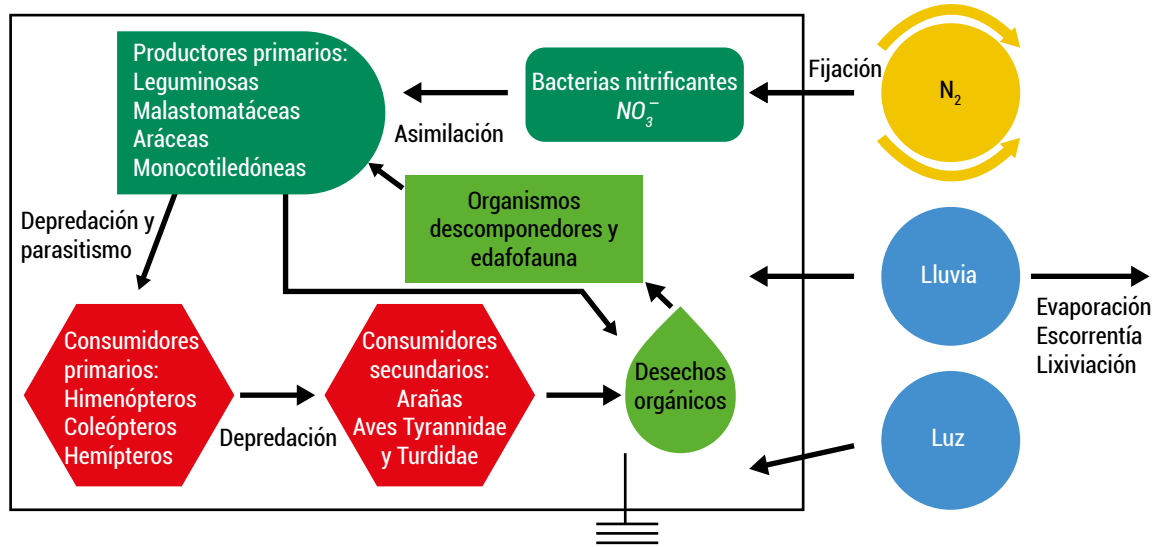 Productores primarios:
Leguminosas
Malastomatáceas
Aráceas
Monocotiledóneas
Asimilación
Bacterias nitrificantes
NO₃⁻
Fijación
N₂
Depredación y
parasitismo
Organismos
descomponedores y
edafofauna
Lluvia
Evaporación
Escorrentía
Lixiviación
Consumidores
primarios:
Himenópteros
Coleópteros
Hemípteros
Depredación
Consumidores
secundarios:
Arañas
Aves Tyrannidae
y Turdidae
Desechos
orgánicos
Luz